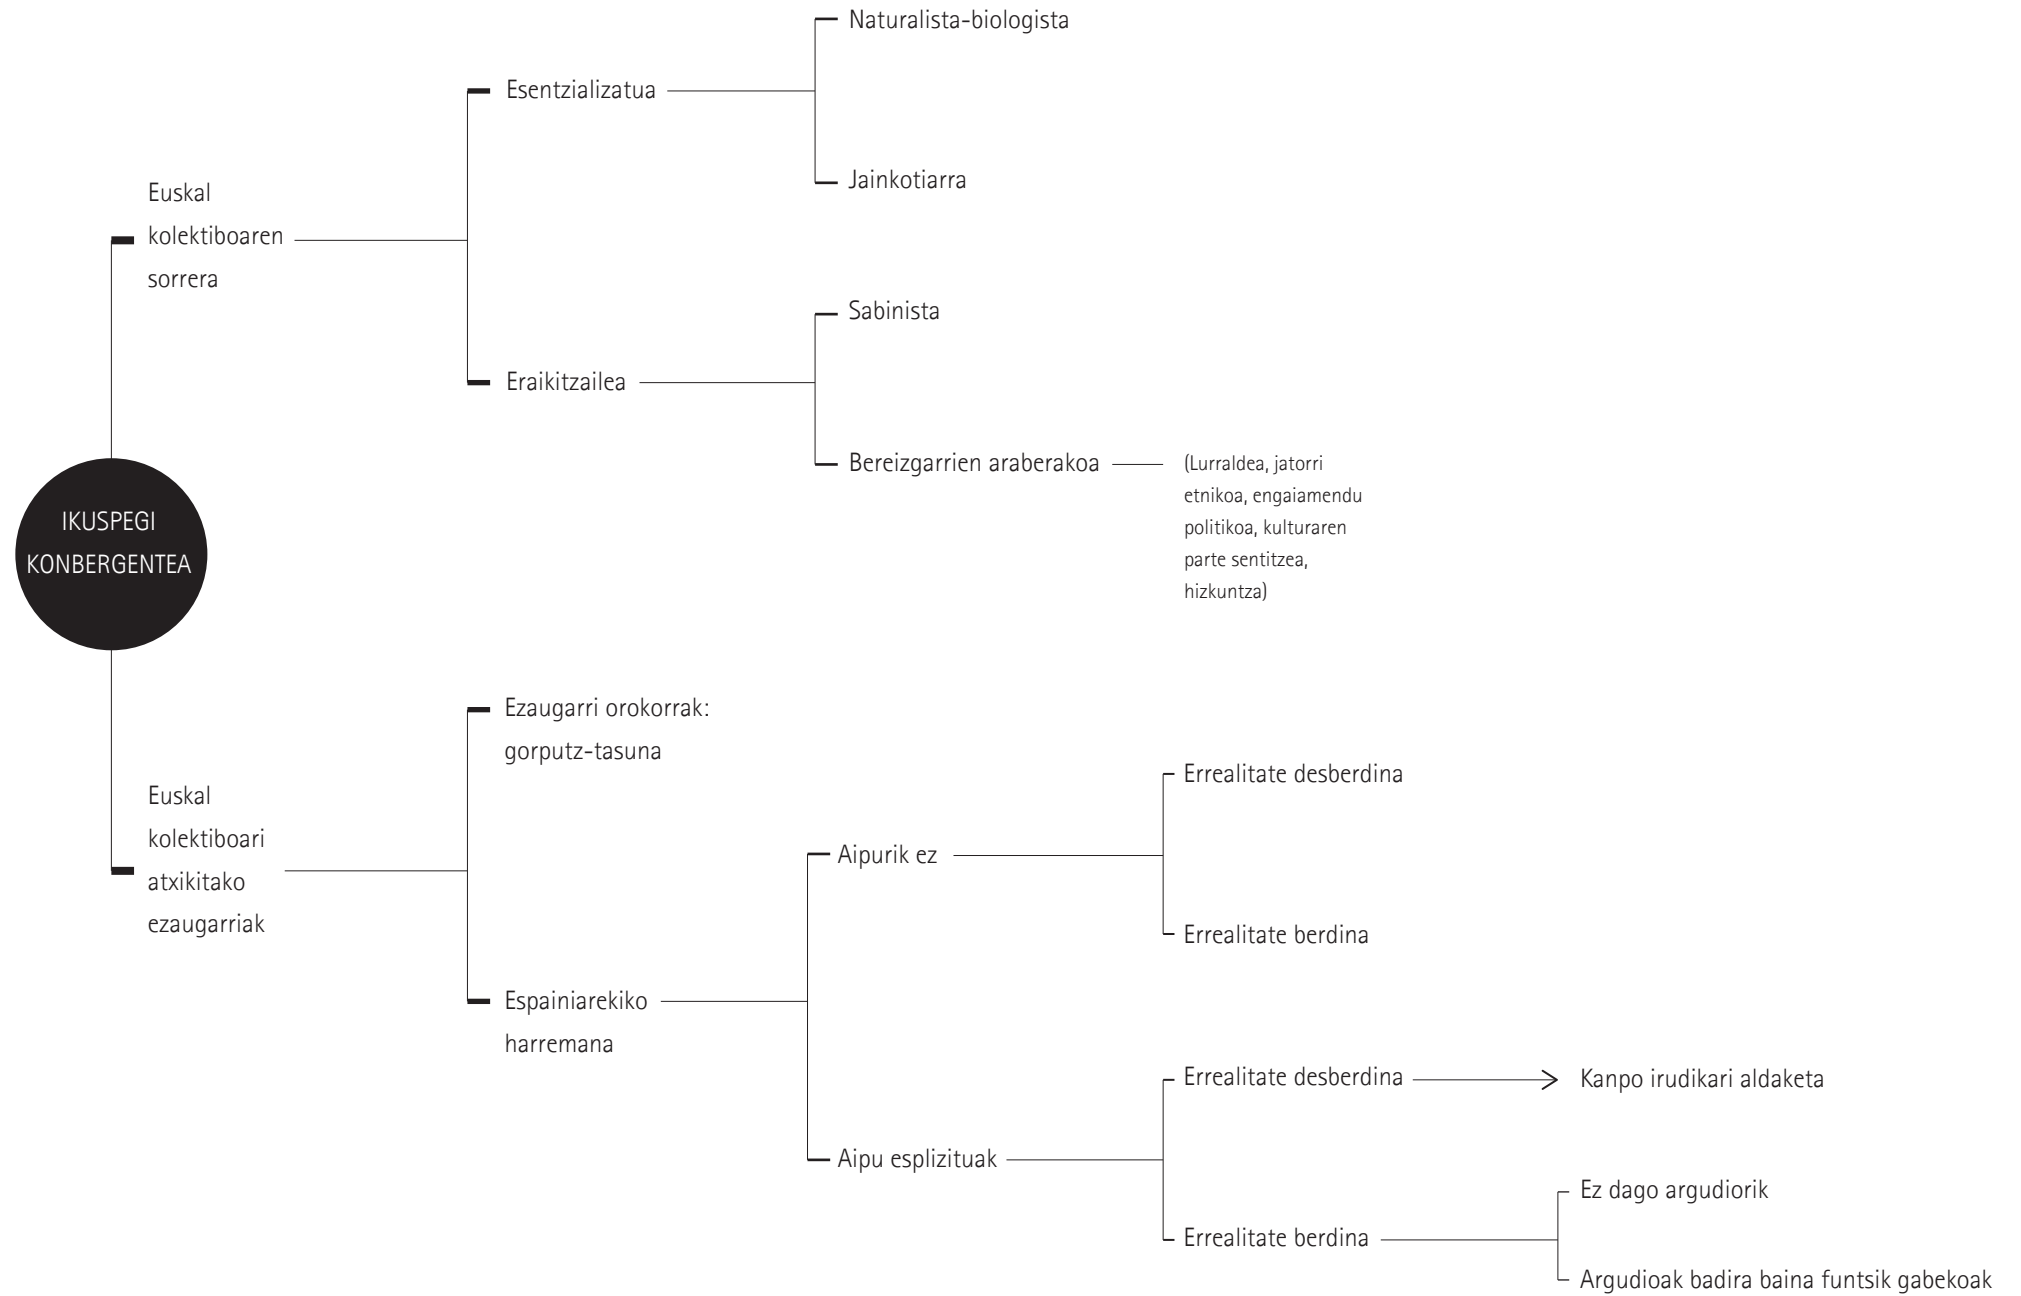 Naturalista-biologista
Esentzializatua
Jainkotiarra
Euskal
kolektiboaren
sorrera
Sabinista
Eraikitzailea
Bereizgarrien araberakoa
(Lurraldea, jatorri
etnikoa, engaiamendu
politikoa, kulturaren
parte sentitzea,
hizkuntza)
IKUSPEGI
KONBERGENTEA
Ezaugarri orokorrak:
gorputz-tasuna
Euskal
kolektiboari
atxikitako
ezaugarriak
Errealitate desberdina
Aipurik ez
Errealitate berdina
Espainiarekiko
harremana
Errealitate desberdina
Kanpo irudikari aldaketa
Aipu esplizituak
Ez dago argudiorik
Errealitate berdina
Argudioak badira baina funtsik gabekoak